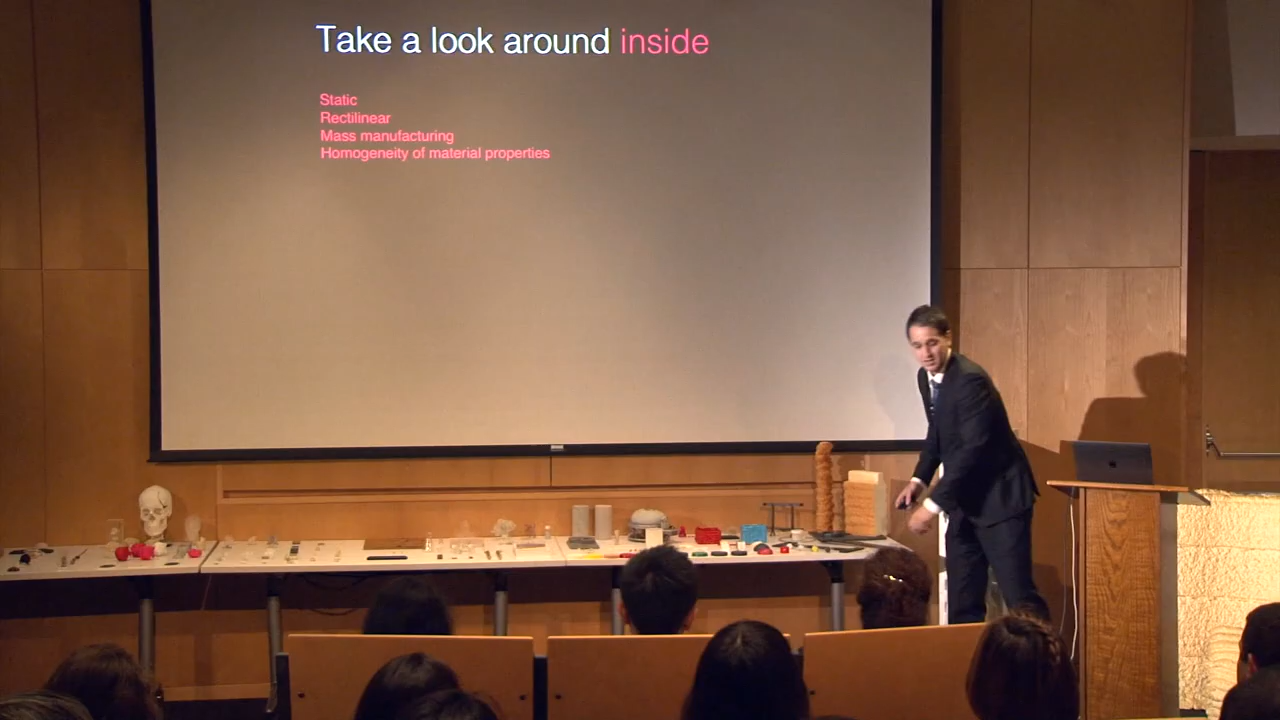 Take a look around inside
Static
Rectilinear
Mass manufacturing
Homogeneity of material properties